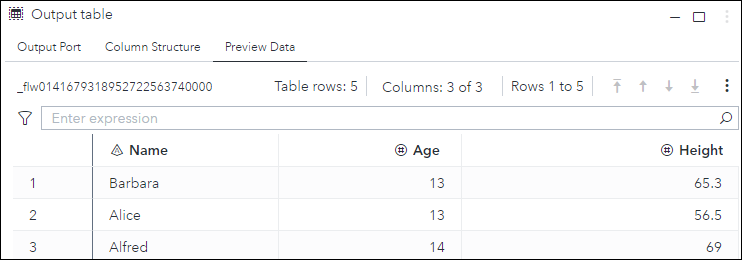 Output table
Output Port Column Structure Preview Data
_flw0141679318952722563740000 Table rows: 5 Columns: 3 of 3 Rows 1 to 5
Enter expression
Name Age Height
1 Barbara 13 65.3
2 Alice 13 56.5
3 Alfred 14 69